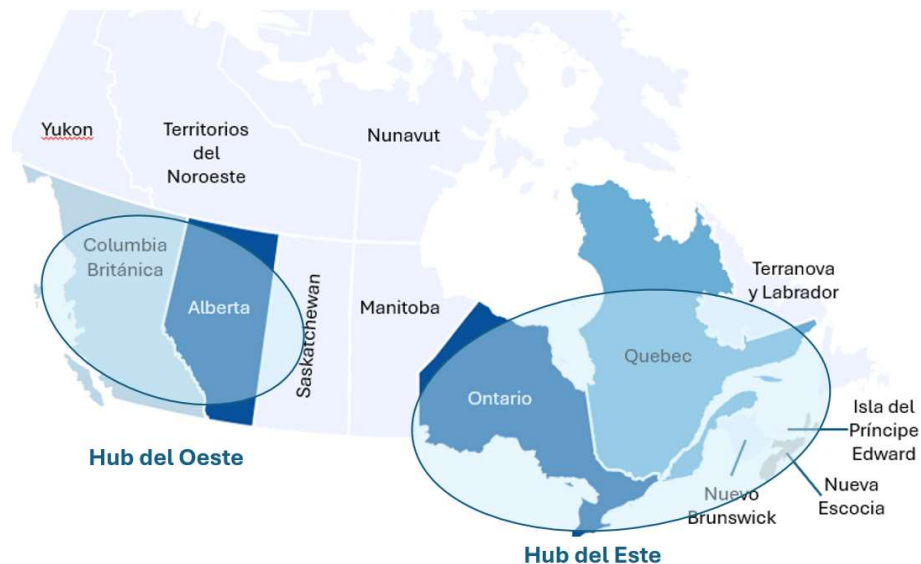 Yukon
Territorios
del
Noroeste
Nunavut
Columbia
Británica
Alberta
Saskatchewan
Manitoba
Ontario
Quebec
Terranova
y Labrador
Isla del
Príncipe
Edward
Nueva
Escocia
Nuevo
Brunswick
Hub del Oeste
Hub del Este